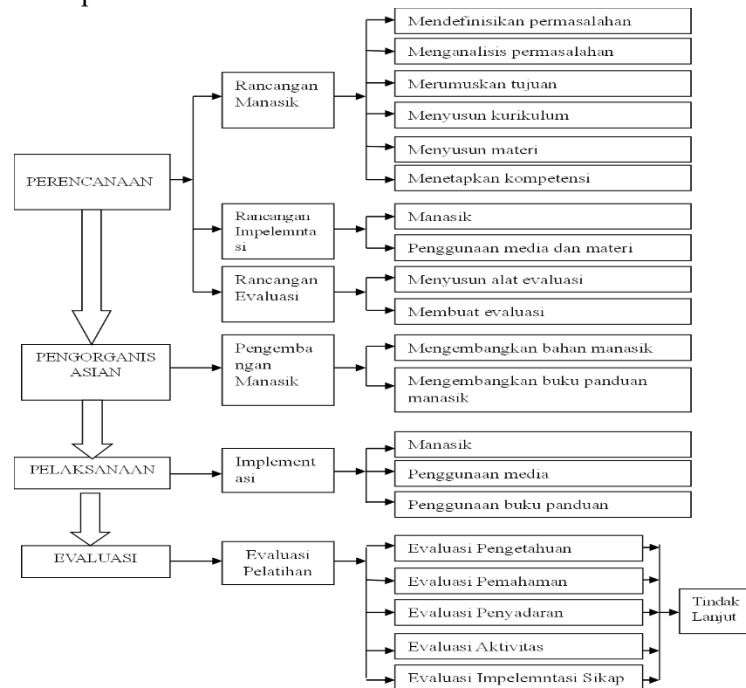 Mendefinisikan permasalahan
Rancangan
Manasik
Menganalisis permasalahan
Merumuskan tujuan
Menyusun kurikulum
Menyusun materi
Menetapkan kompetensi
PERENCANAAN
Rancangan
Impelemnta
si
Manasik
Penggunaan media dan materi
Rancangan
Evaluasi
Menyusun alat evaluasi
Membuat evaluasi
PENGORGANIS
ASIAN
Pengemba
ngan
Manasik
Mengembangkan bahan manasik
Mengembangkan buku panduan
manasik
PELAKSANAAN
Implement
asi
Manasik
Penggunaan media
Penggunaan buku panduan
EVALUASI
Evaluasi
Pelatihan
Evaluasi Pengetahuan
Evaluasi Pemahaman
Evaluasi Penyadaran
Evaluasi Aktivitas
Evaluasi Impelemntasi Sikap
Tindak
Lanjut